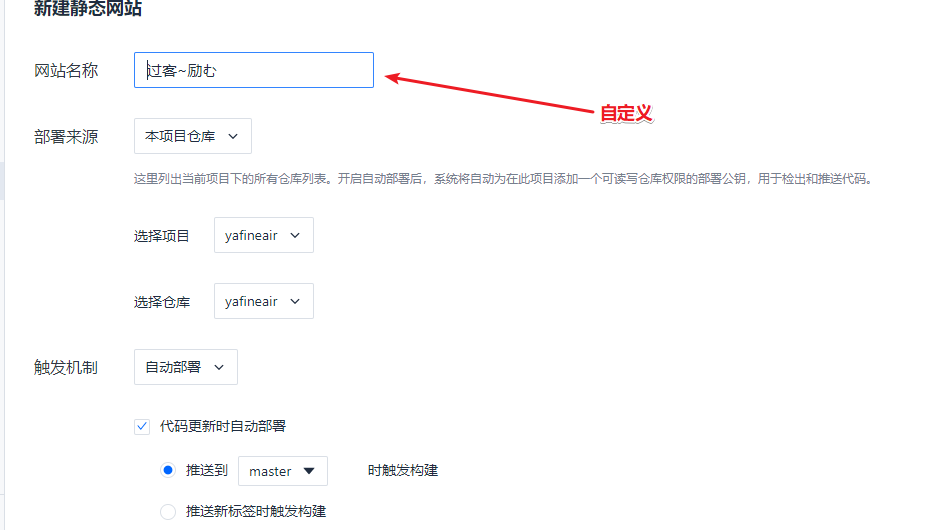 新建静态网站
网站名称
过客~励む
自定义
部署来源
本项目仓库
这里列出当前项目下的所有仓库列表。开启自动部署后，系统将自动为在此项目添加一个可读写仓库权限的部署公钥，用于检出和推送代码。
选择项目
yafineair
选择仓库
yafineair
触发机制
自动部署
代码更新时自动部署
推送到 master 时触发构建
推送新标签时触发构建